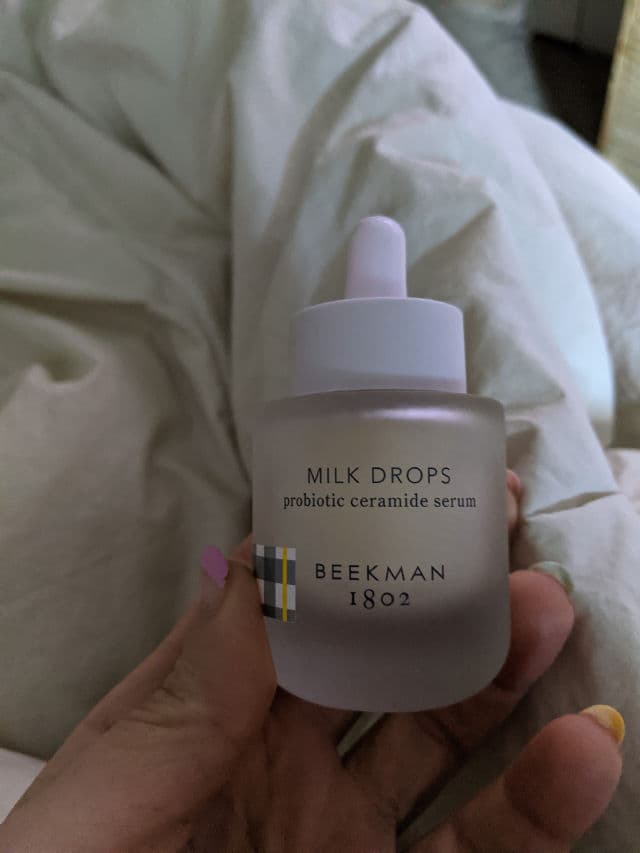 MILK DROPS
probiotic ceramide serum
BEEKMAN
1802